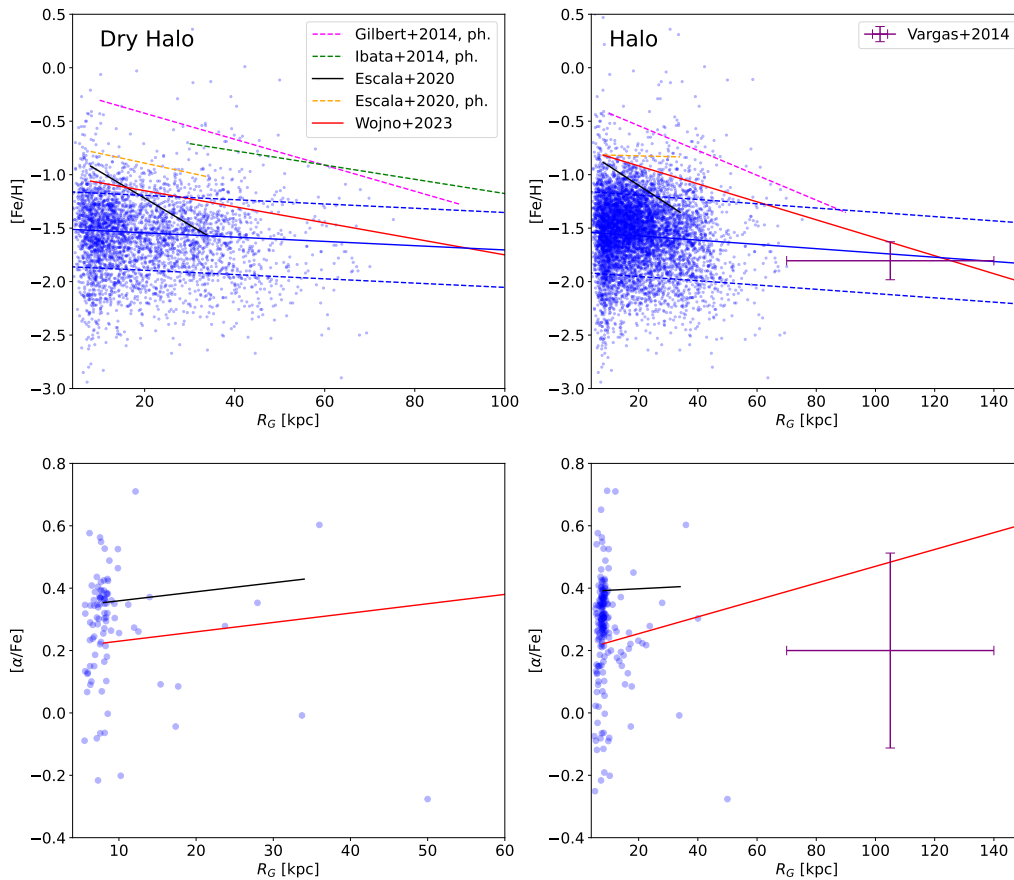 Dry Halo
Gilbert+2014, ph.
Ibata+2014, ph.
Escala+2020
Escala+2020, ph.
Wojno+2023
0.5
0.0
−0.5
−1.0
−1.5
−2.0
−2.5
−3.0
[Fe/H]
20 40 60 80 100
R_G [kpc]
Halo
Vargas+2014
0.5
0.0
−0.5
−1.0
−1.5
−2.0
−2.5
−3.0
[Fe/H]
20 40 60 80 100 120 140
R_G [kpc]
0.8
0.6
0.4
0.2
0.0
−0.2
−0.4
[α/Fe]
10 20 30 40 50 60
R_G [kpc]
0.8
0.6
0.4
0.2
0.0
−0.2
−0.4
[α/Fe]
20 40 60 80 100 120 140
R_G [kpc]